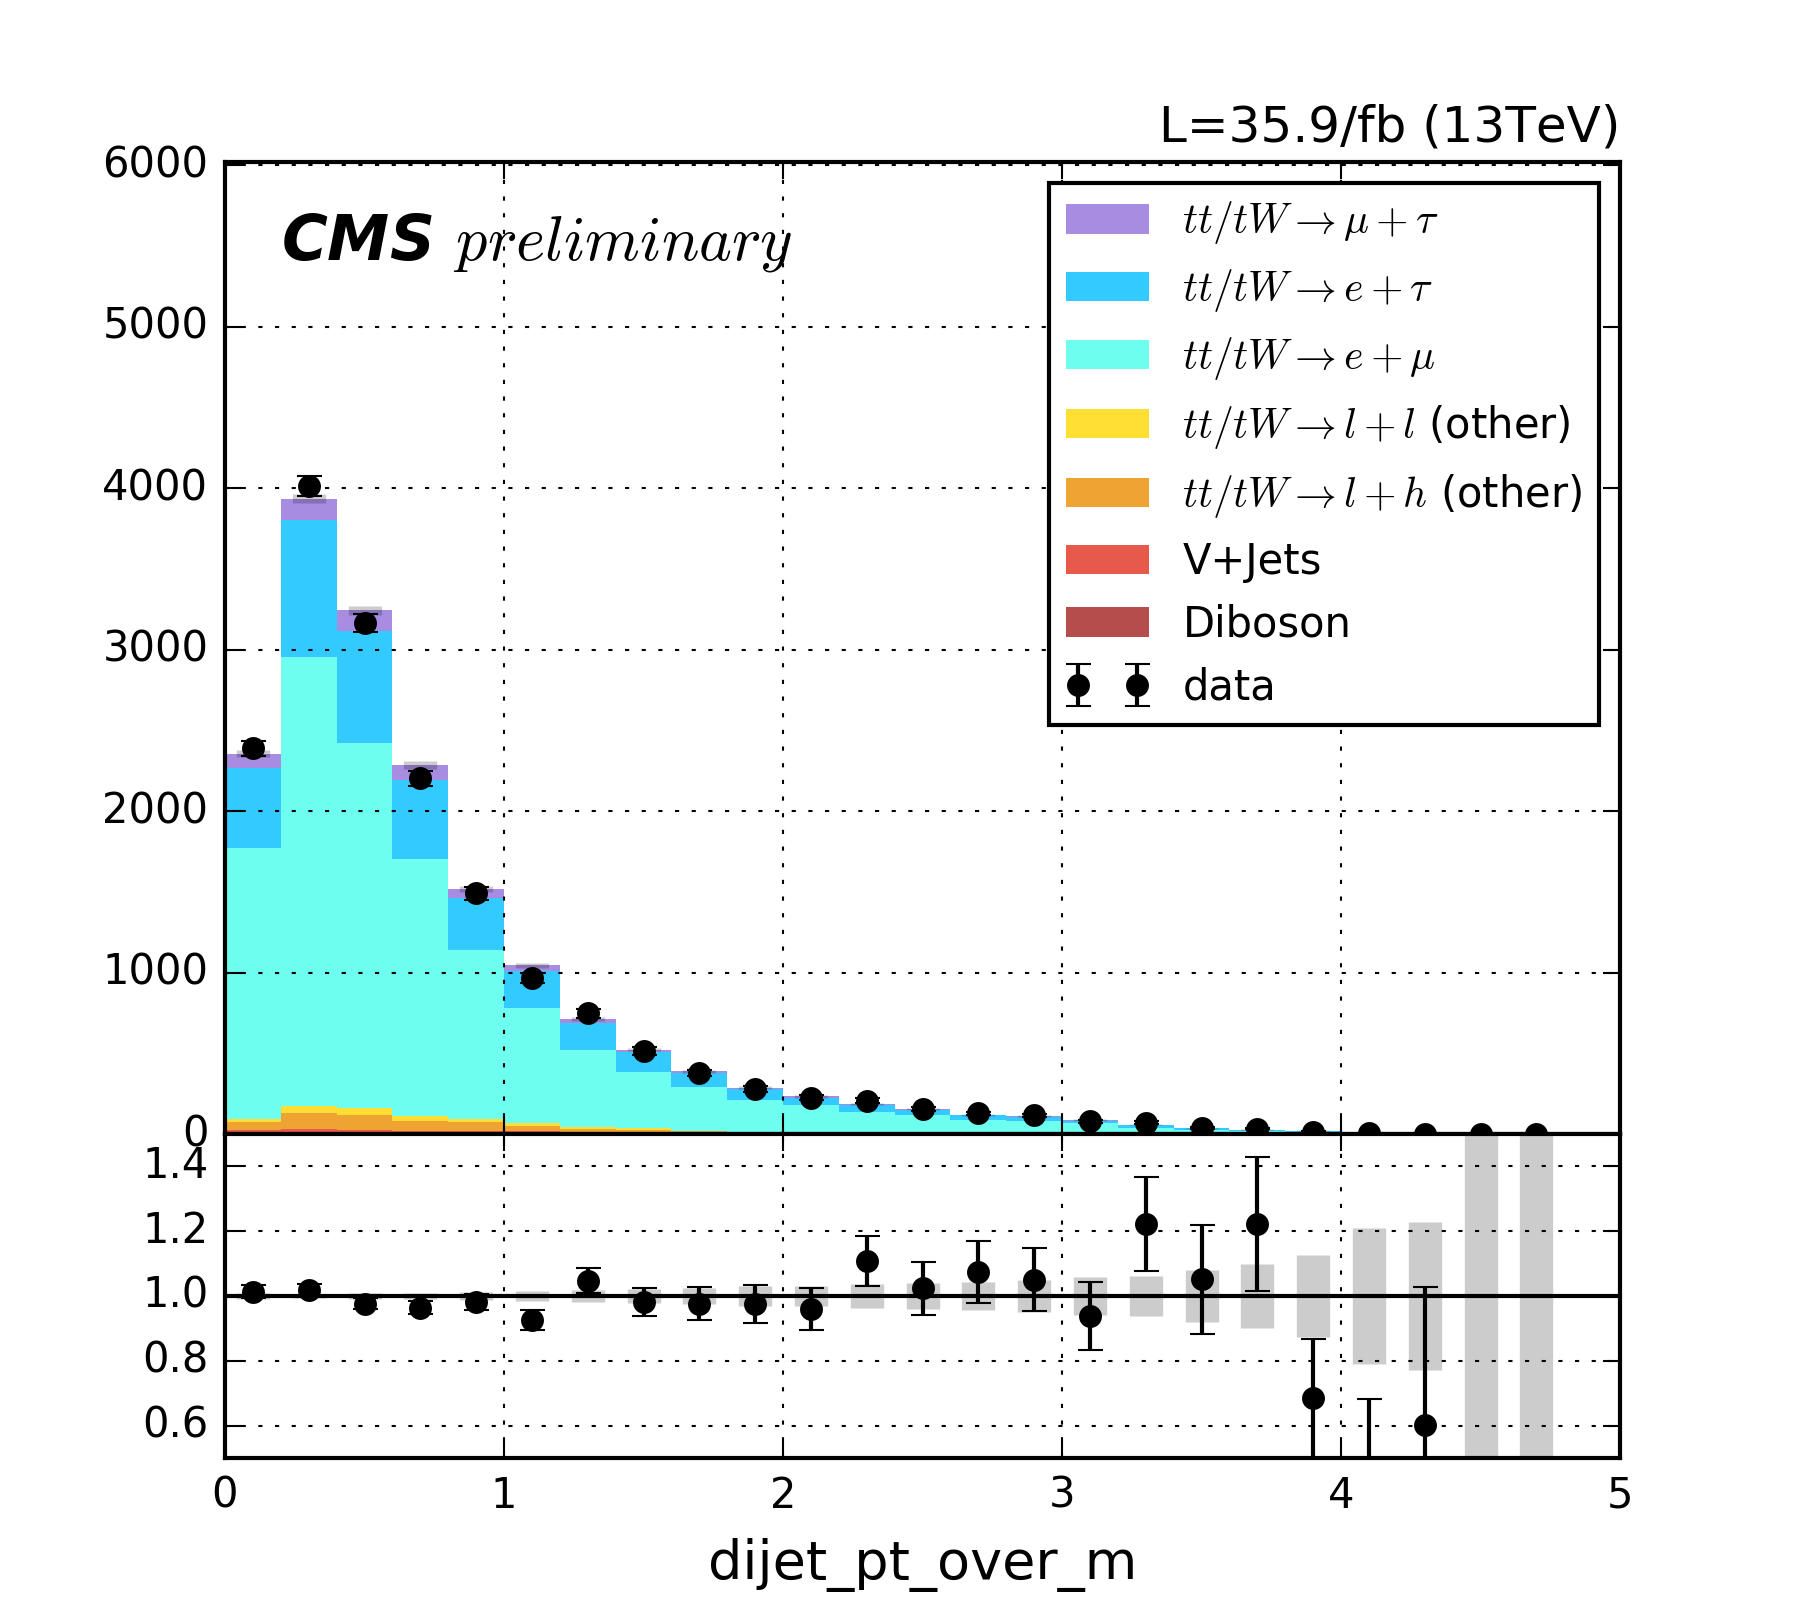 L=35.9/fb (13TeV)
CMS preliminary
6000
5000
4000
3000
2000
1000
0
tt/tW→μ+τ
tt/tW→e+τ
tt/tW→e+μ
tt/tW→l+l (other)
tt/tW→l+h (other)
V+Jets
Diboson
data
1.4
1.2
1.0
0.8
0.6
0 1 2 3 4 5
dijet_pt_over_m